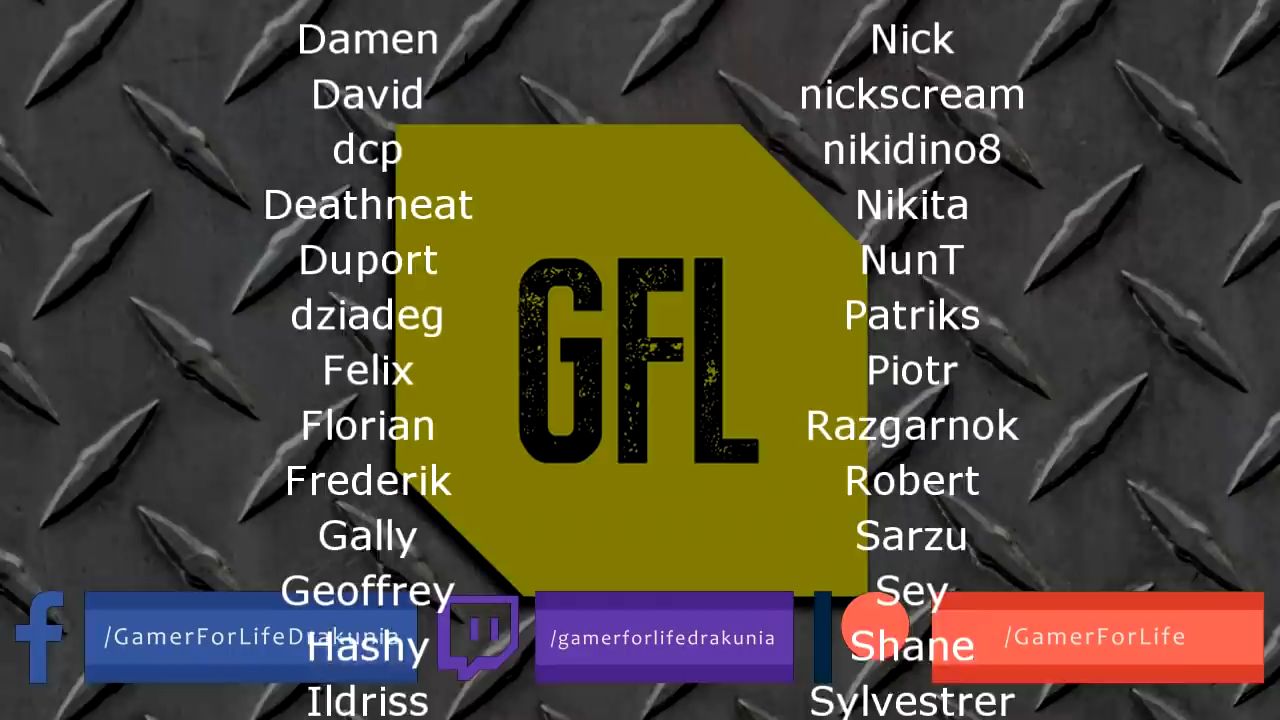 Damen
David
dcp
Deathneat
Duport
dziadeg
Felix
Florian
Frederik
Gally
Geoffrey
Hashy
Ildriss
Nick
nickscream
nikidino8
Nikita
NunT
Patriks
Piotr
Razgarnok
Robert
Sarzu
Sey
Shane
Sylvestrer
GFL
/GamerForLifeDrakunia
/gamerforlifedrakunia
/GamerForLife